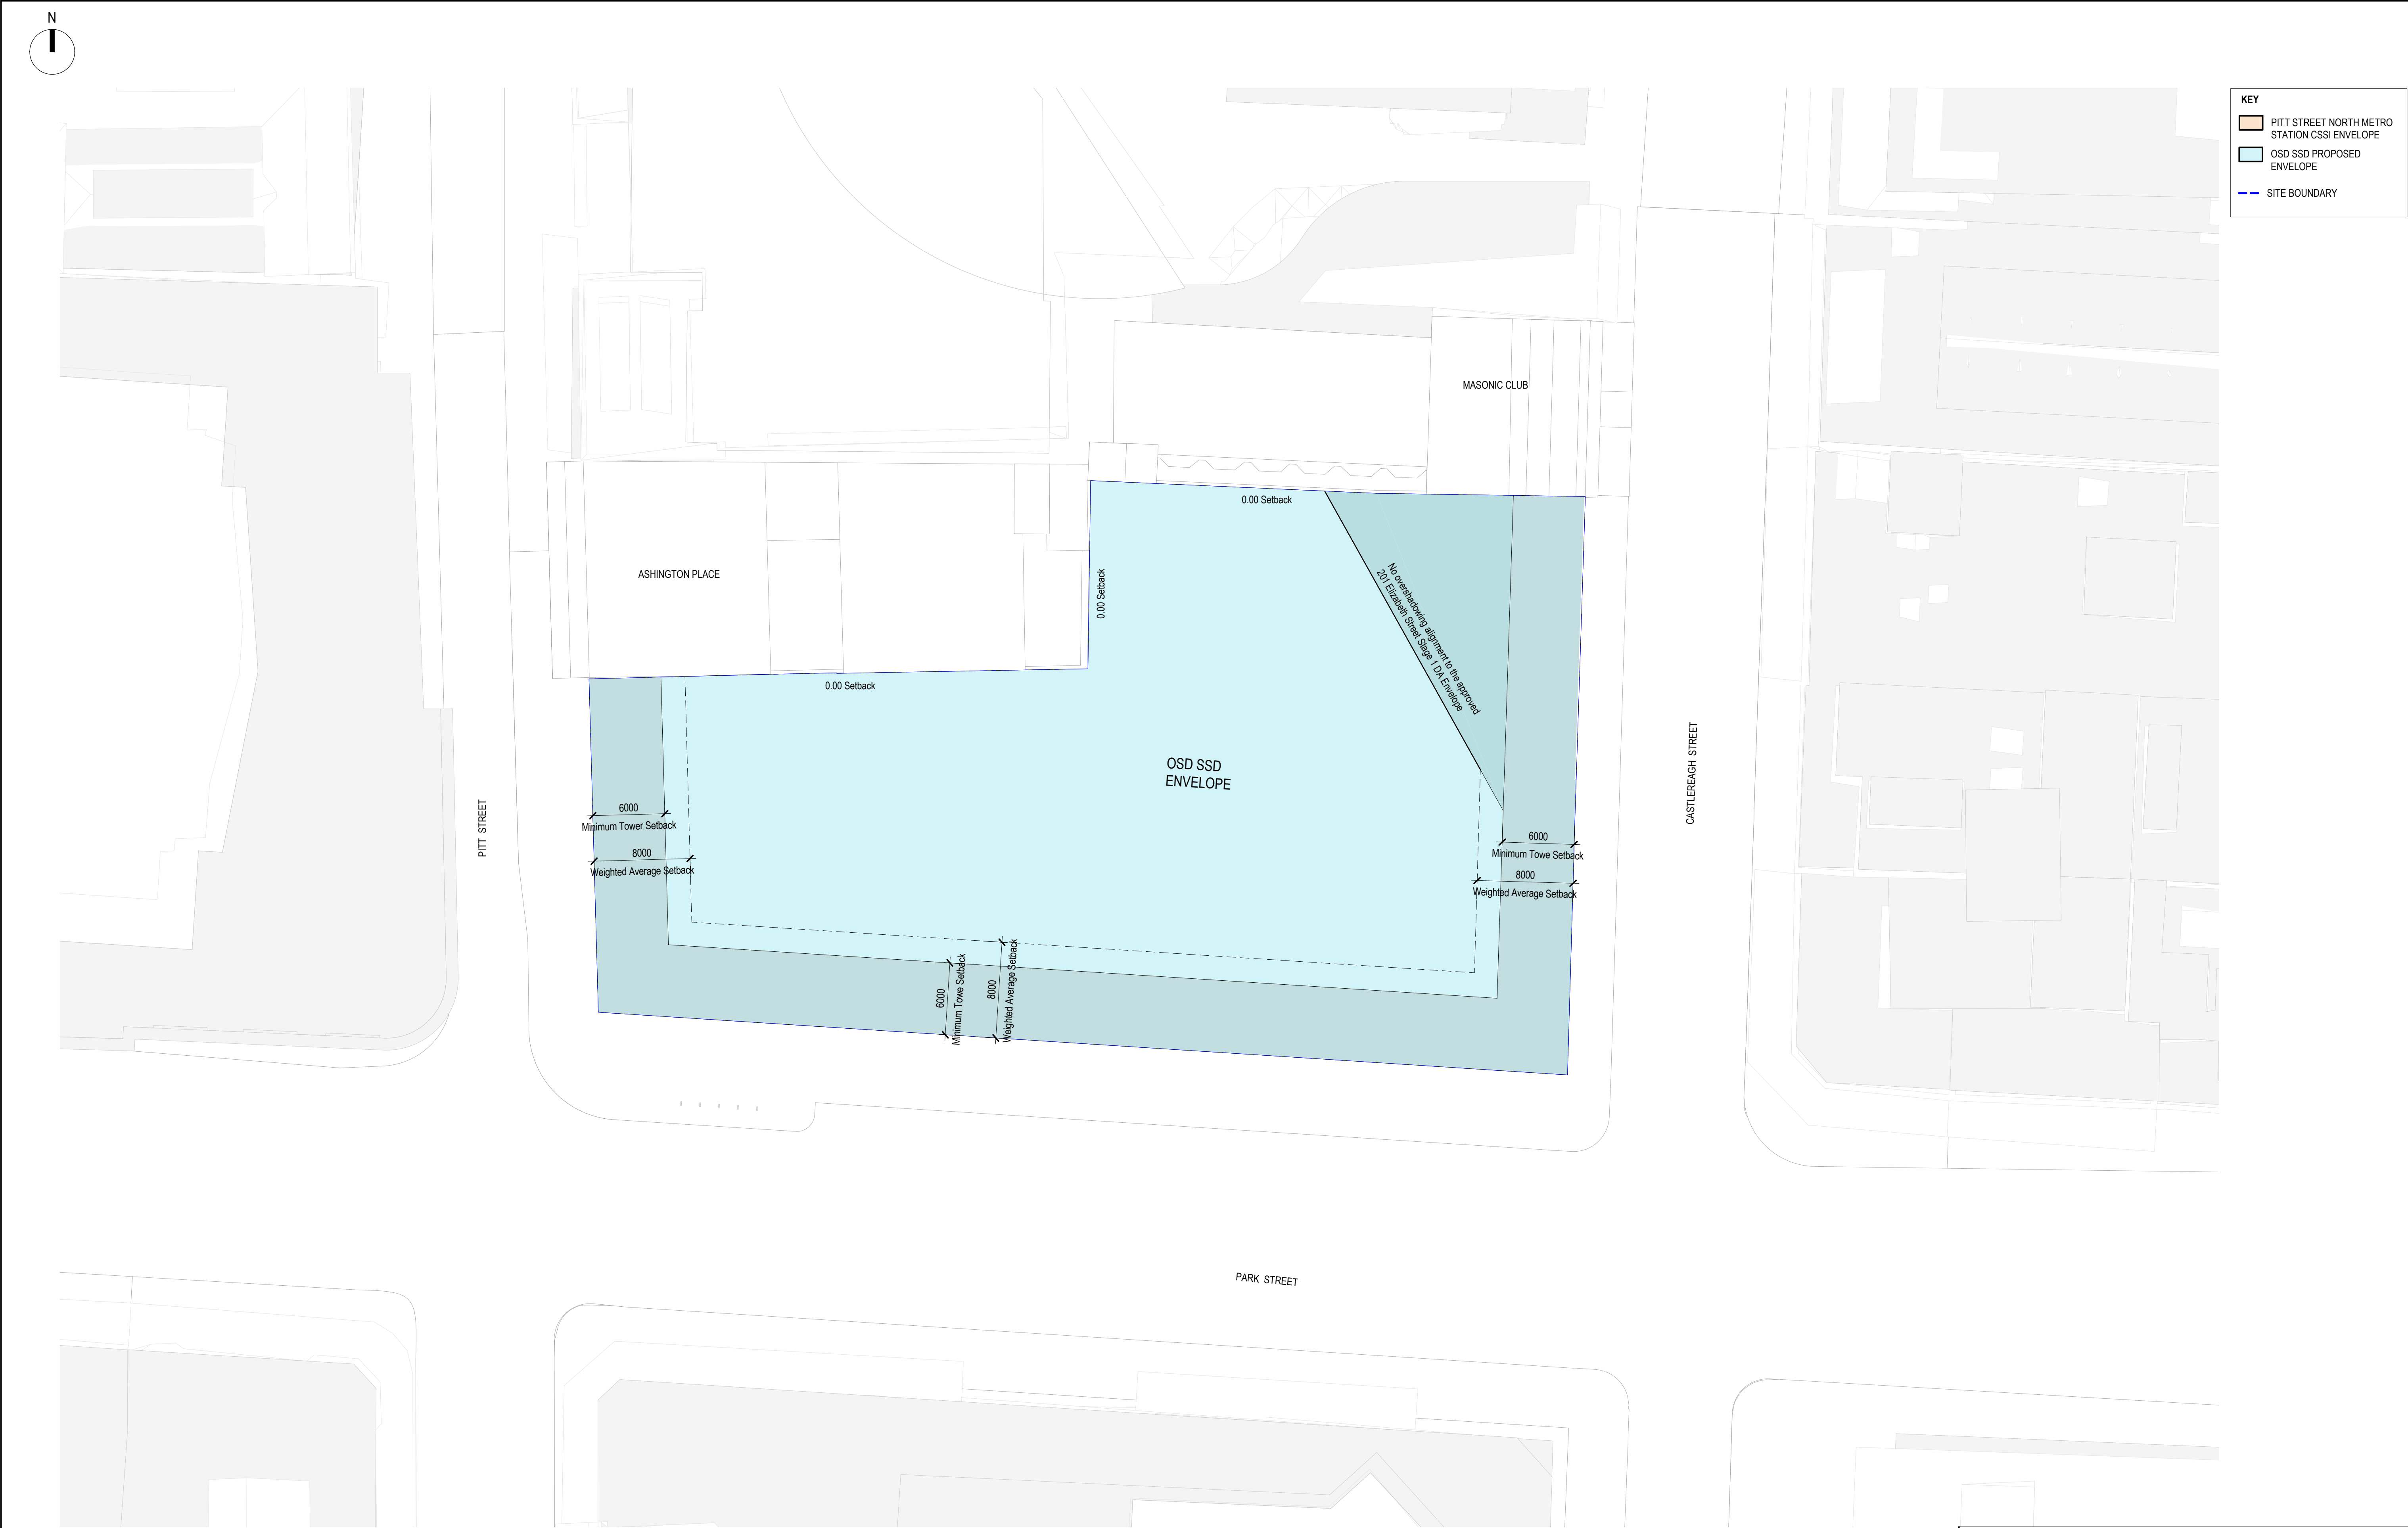 N
KEY
PITT STREET NORTH METRO
STATION CSSI ENVELOPE
OSD SSD PROPOSED
ENVELOPE
SITE BOUNDARY
MASONIC CLUB
0.00 Setback
ASHINGTON PLACE
0.00 Setback
No overshadowing alignment to the approved
201 Elizabeth Street Stage 1 DA Envelope
0.00 Setback
OSD SSD
ENVELOPE
PITT STREET
CASTLEREAGH STREET
6000
Minimum Tower Setback
8000
Weighted Average Setback
6000
Minimum Towe Setback
8000
Weighted Average Setback
6000
Minimum Towe Setback
8000
Weighted Average Setback
PARK STREET